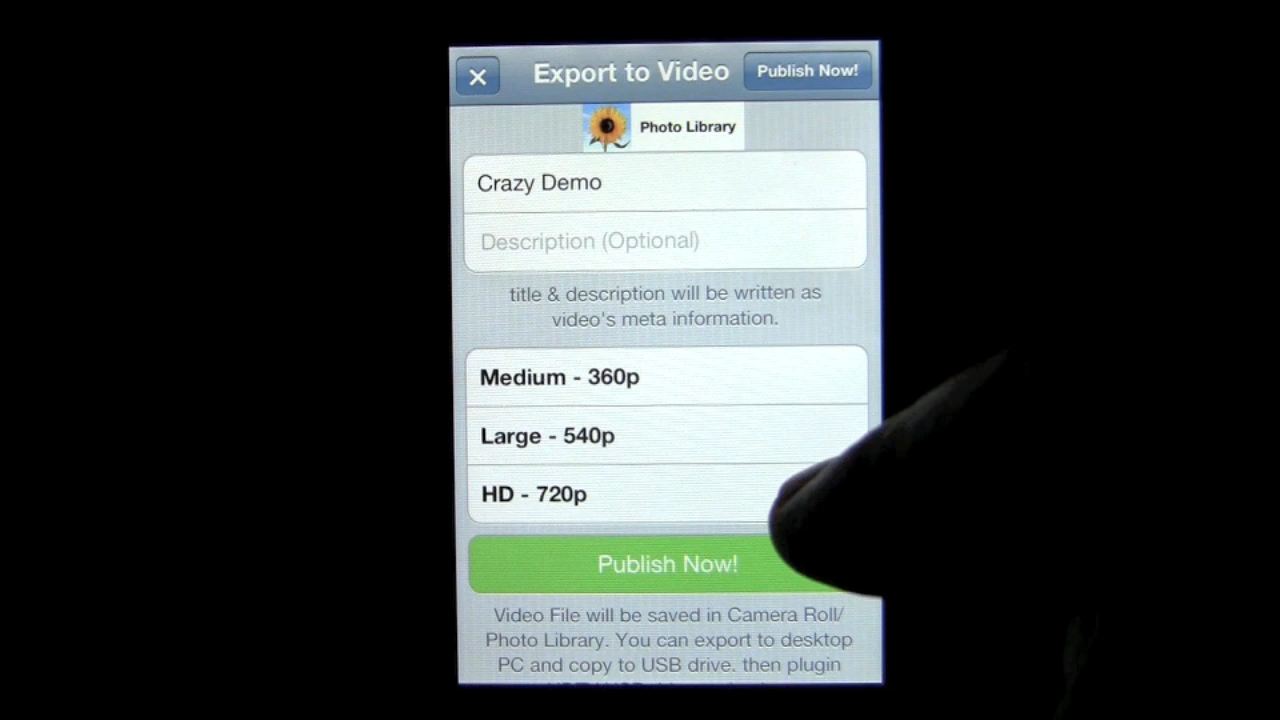 Export to Video
Publish Now!
Photo Library
Crazy Demo
Description (Optional)
title & description will be written as
video's meta information.
Medium - 360p
Large - 540p
HD - 720p
Publish Now!
Video File will be saved in Camera Roll/
Photo Library. You can export to desktop
PC and copy to USB drive. then plugin